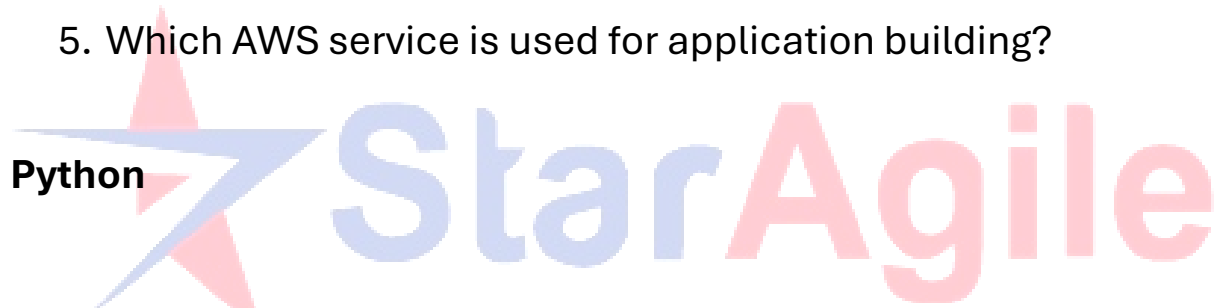 5. Which AWS service is used for application building?
Python
StarAgile